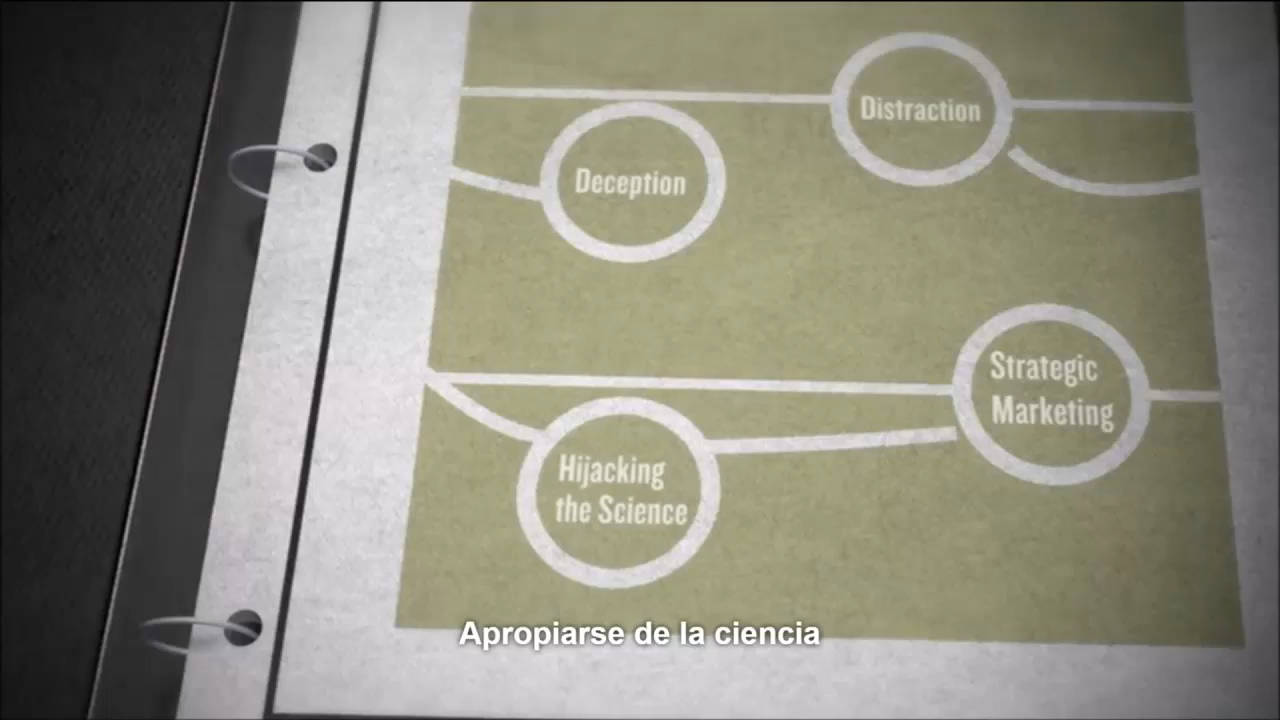 Distraction
Deception
Strategic
Marketing
Hijacking
the Science
Apropiarse de la ciencia